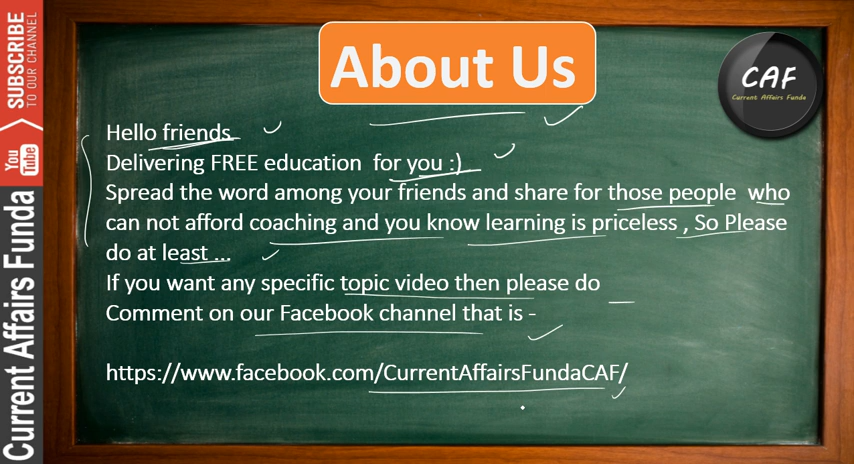 SUBSCRIBE
TO OUR CHANNEL
You
Tube
Current Affairs Funda
About Us
CAF
Current Affairs Funda
Hello friends
Delivering FREE education for you :)
Spread the word among your friends and share for those people who
can not afford coaching and you know learning is priceless , So Please
do at least ...
If you want any specific topic video then please do
Comment on our Facebook channel that is -
https://www.facebook.com/CurrentAffairsFundaCAF/